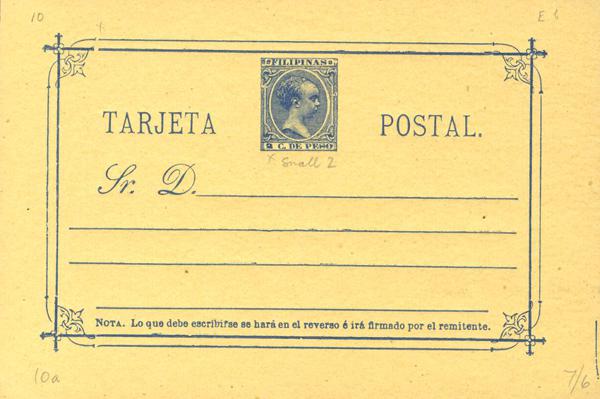 10
E
FILIPINAS
TARJETA POSTAL.
2 C. DE PESO
x Small 2
Sr. D.
NOTA. Lo que debe escribirse se hará en el reverso é irá firmado por el remitente.
10a 7/6